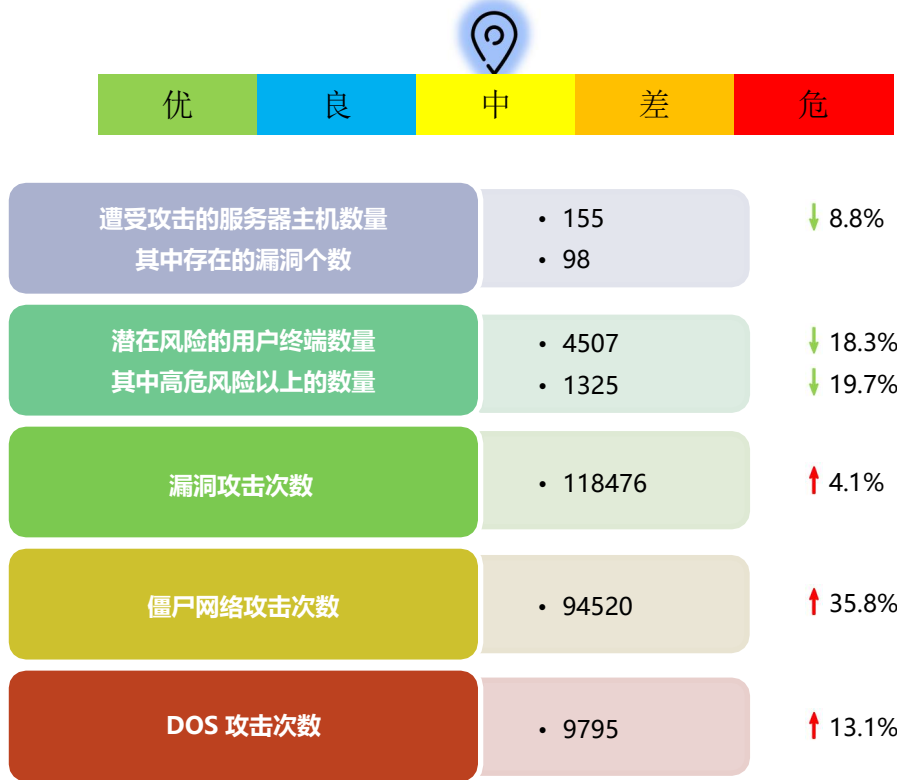 优 良 中 差 危
遭受攻击的服务器主机数量 • 155 ↓ 8.8%
其中存在的漏洞个数 • 98
潜在风险的用户终端数量 • 4507 ↓ 18.3%
其中高危风险以上的数量 • 1325 ↓ 19.7%
漏洞攻击次数 • 118476 ↑ 4.1%
僵尸网络攻击次数 • 94520 ↑ 35.8%
DOS 攻击次数 • 9795 ↑ 13.1%